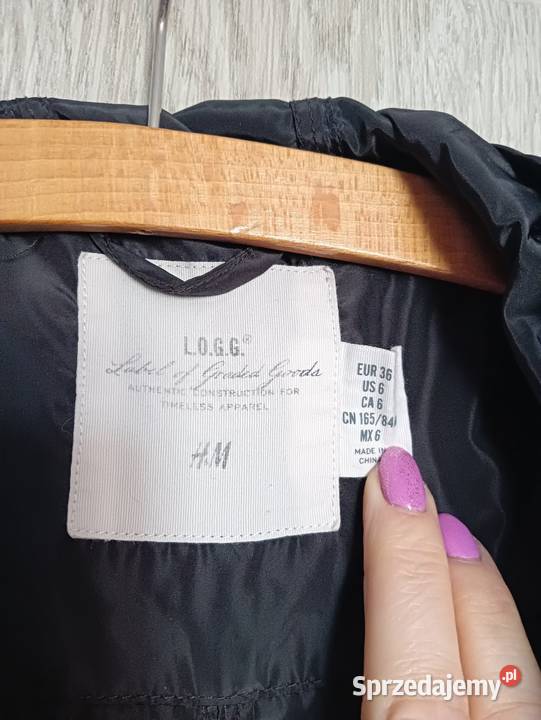 L.O.G.G.®
Label of Graded Goods
AUTHENTIC CONSTRUCTION FOR
TIMELESS APPAREL
H&M
EUR 36
US 6
CA 6
CN 165/84A
MX 6
MADE IN
CHINA
Sprzedajemy.pl